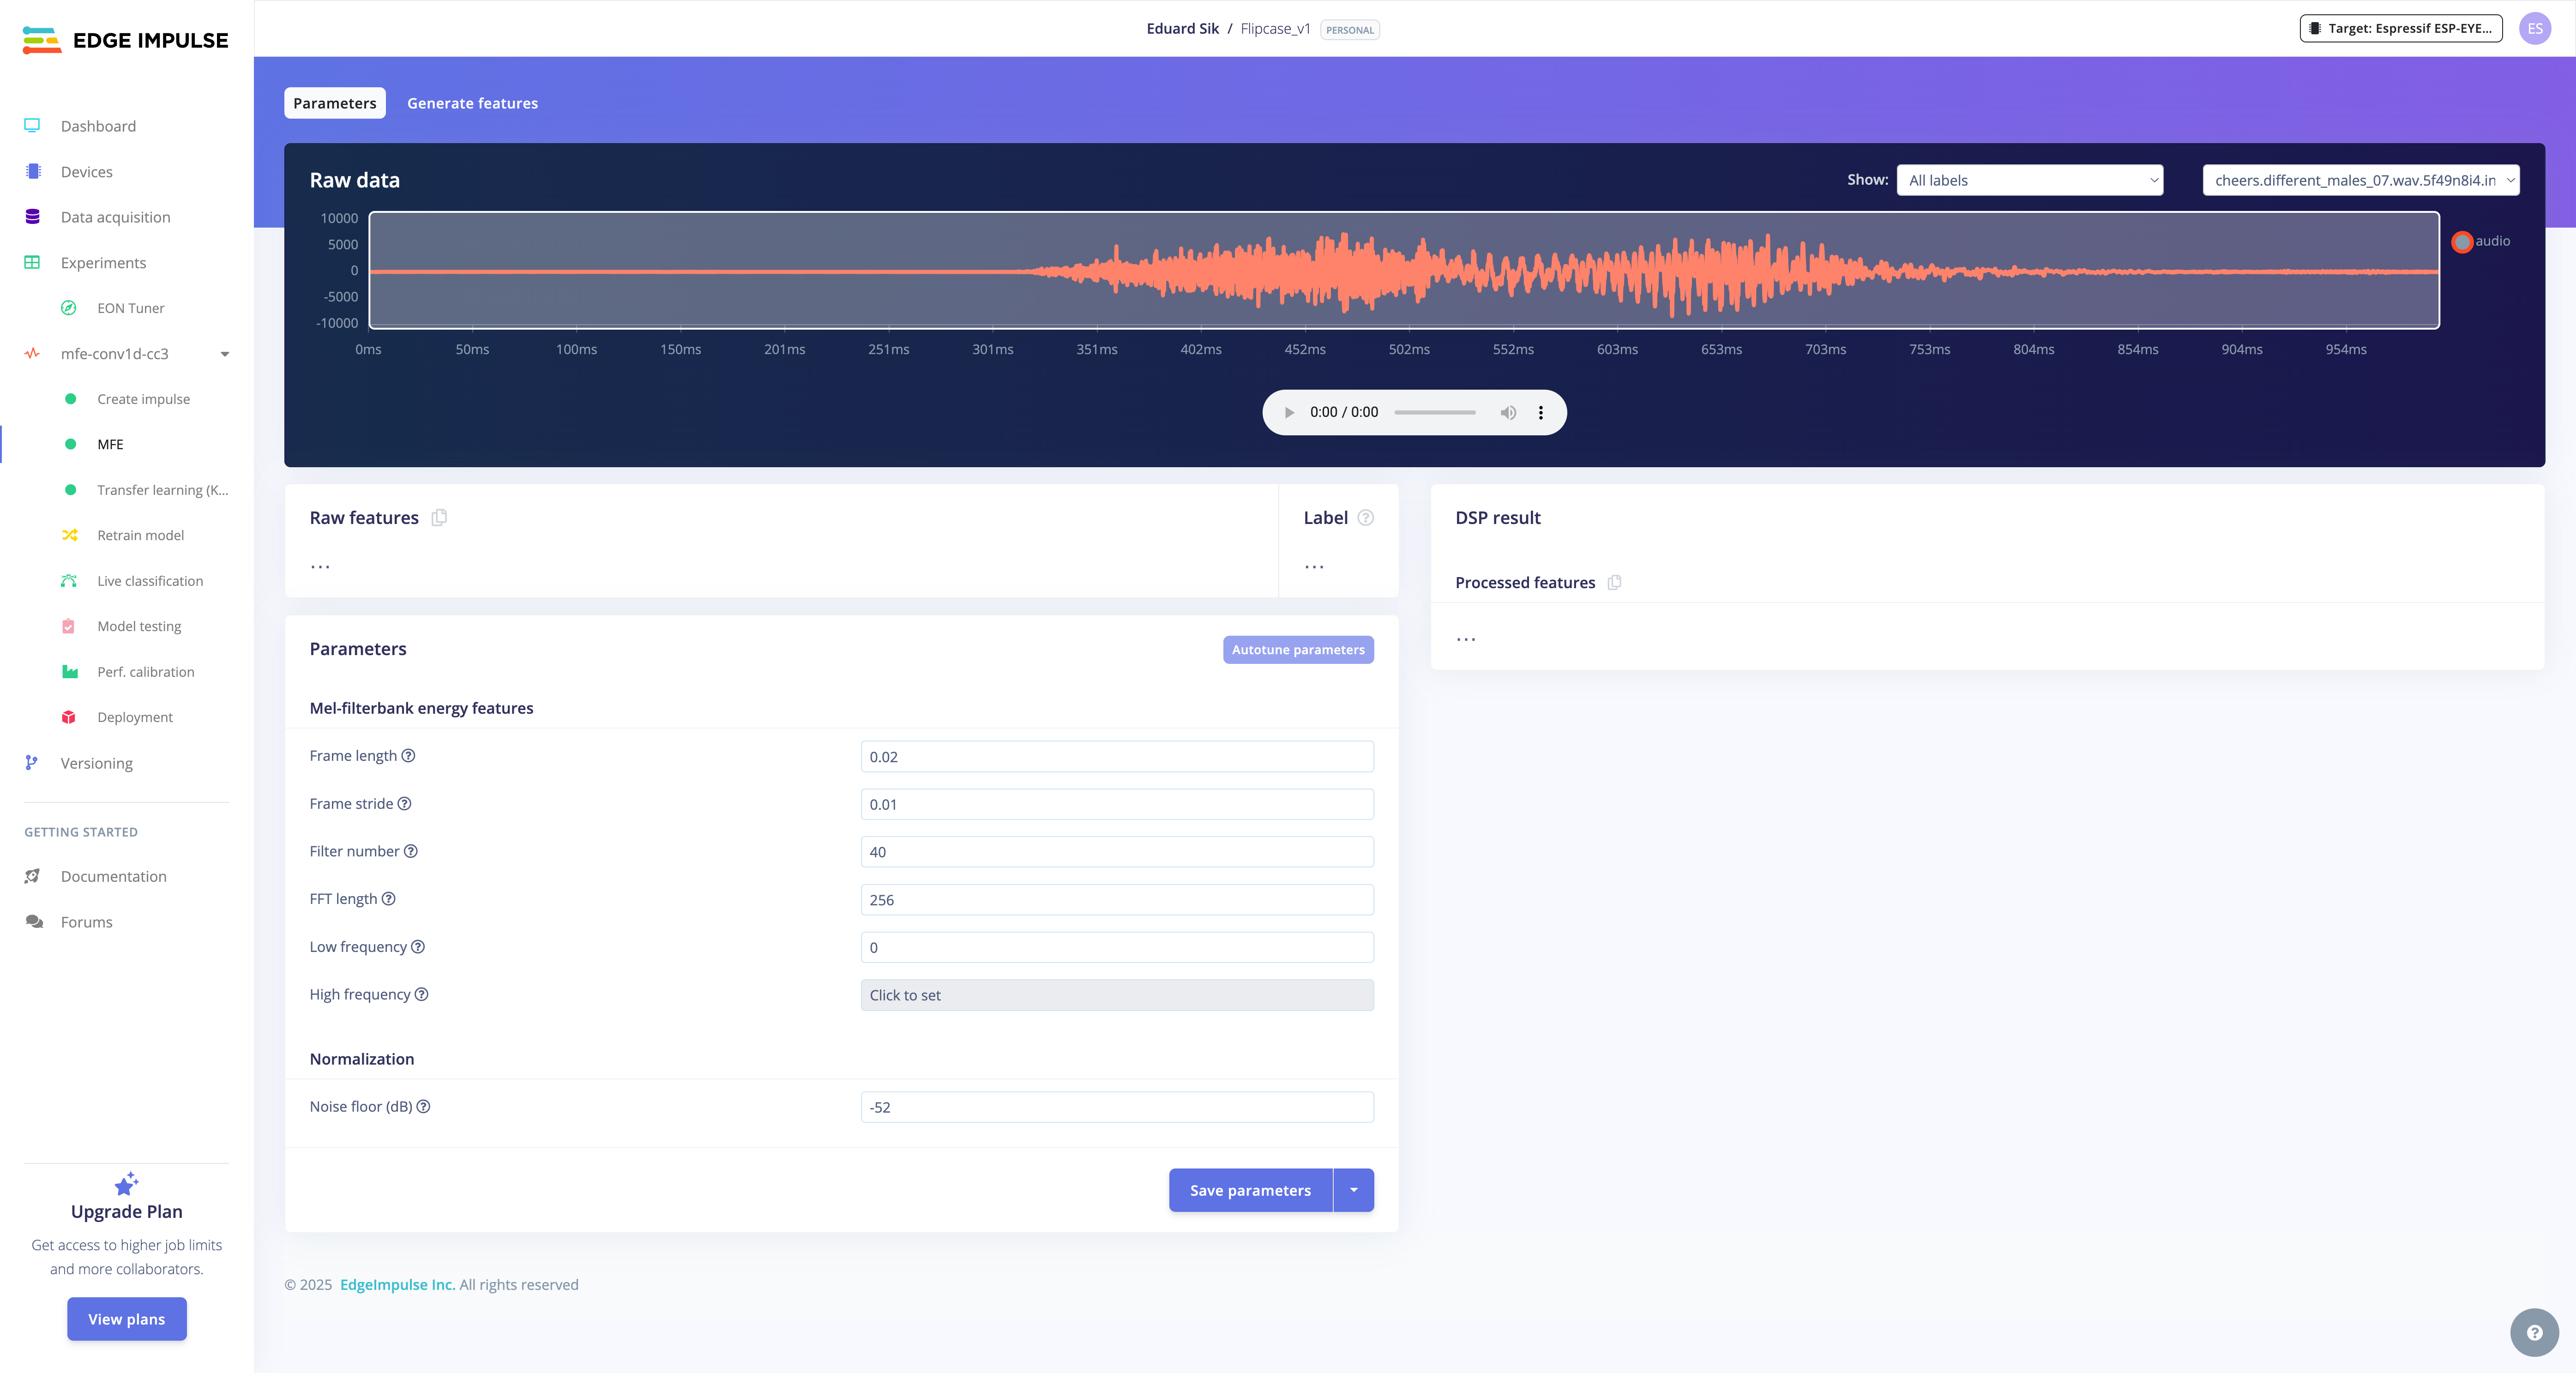 EDGE IMPULSE
Eduard Sik / Flipcase_v1 PERSONAL
Target: Espressif ESP-EYE...
ES
Dashboard
Devices
Data acquisition
Experiments
EON Tuner
mfe-conv1d-cc3
Create impulse
MFE
Transfer learning (K...
Retrain model
Live classification
Model testing
Perf. calibration
Deployment
Versioning
GETTING STARTED
Documentation
Forums
Upgrade Plan
Get access to higher job limits
and more collaborators.
View plans
Parameters Generate features
Raw data
Show: All labels cheers.different_males_07.wav.5f49n8i4.in
10000
5000
0
-5000
-10000
audio
0ms 50ms 100ms 150ms 201ms 251ms 301ms 351ms 402ms 452ms 502ms 552ms 603ms 653ms 703ms 753ms 804ms 854ms 904ms 954ms
0:00 / 0:00
Raw features
...
Label ?
...
DSP result
Processed features
...
Parameters
Autotune parameters
Mel-filterbank energy features
Frame length ? 0.02
Frame stride ? 0.01
Filter number ? 40
FFT length ? 256
Low frequency ? 0
High frequency ? Click to set
Normalization
Noise floor (dB) ? -52
Save parameters
© 2025 EdgeImpulse Inc. All rights reserved
?